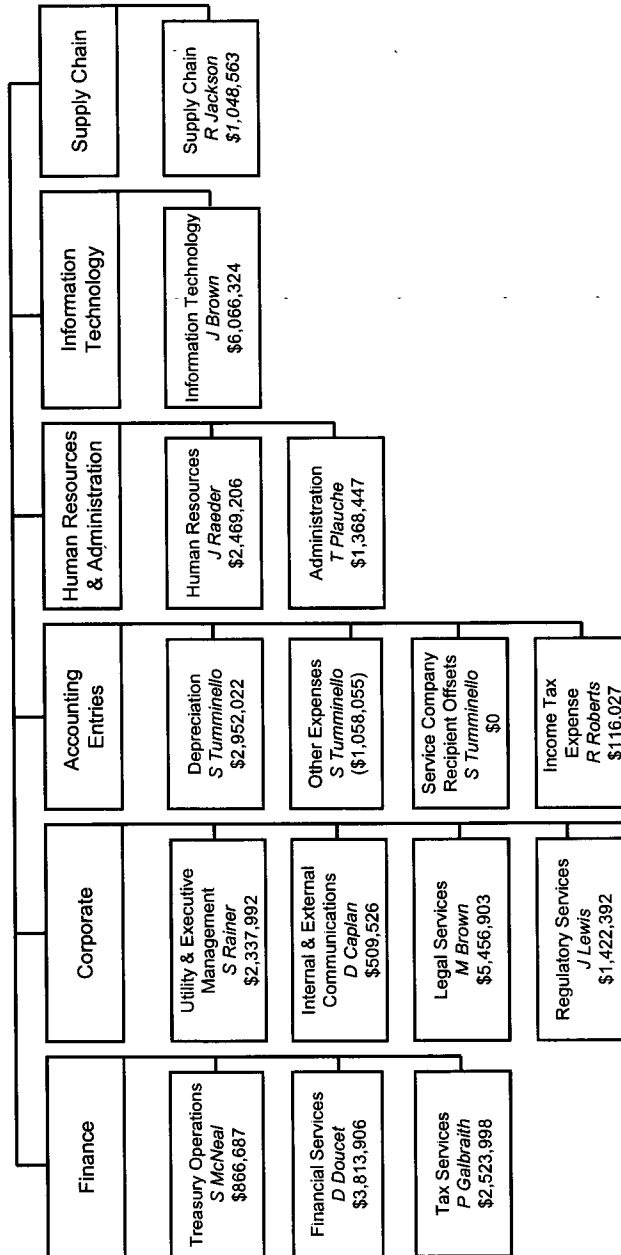 Finance
Treasury Operations
S McNeal
$866,687
Financial Services
D Doucet
$3,813,906
Tax Services
P Galbraith
$2,523,998
Corporate
Utility & Executive
Management
S Rainer
$2,337,992
Internal & External
Communications
D Caplan
$509,526
Legal Services
M Brown
$5,456,903
Regulatory Services
J Lewis
$1,422,392
Accounting
Entries
Depreciation
S Tumminello
$2,952,022
Other Expenses
S Tumminello
($1,058,055)
Service Company
Recipient Offsets
S Tumminello
$0
Income Tax
Expense
R Roberts
$116,027
Human Resources
& Administration
Human Resources
J Raeder
$2,469,206
Administration
T Plauche
$1,368,447
Information
Technology
Information Technology
J Brown
$6,066,324
Supply Chain
Supply Chain
R Jackson
$1,048,563